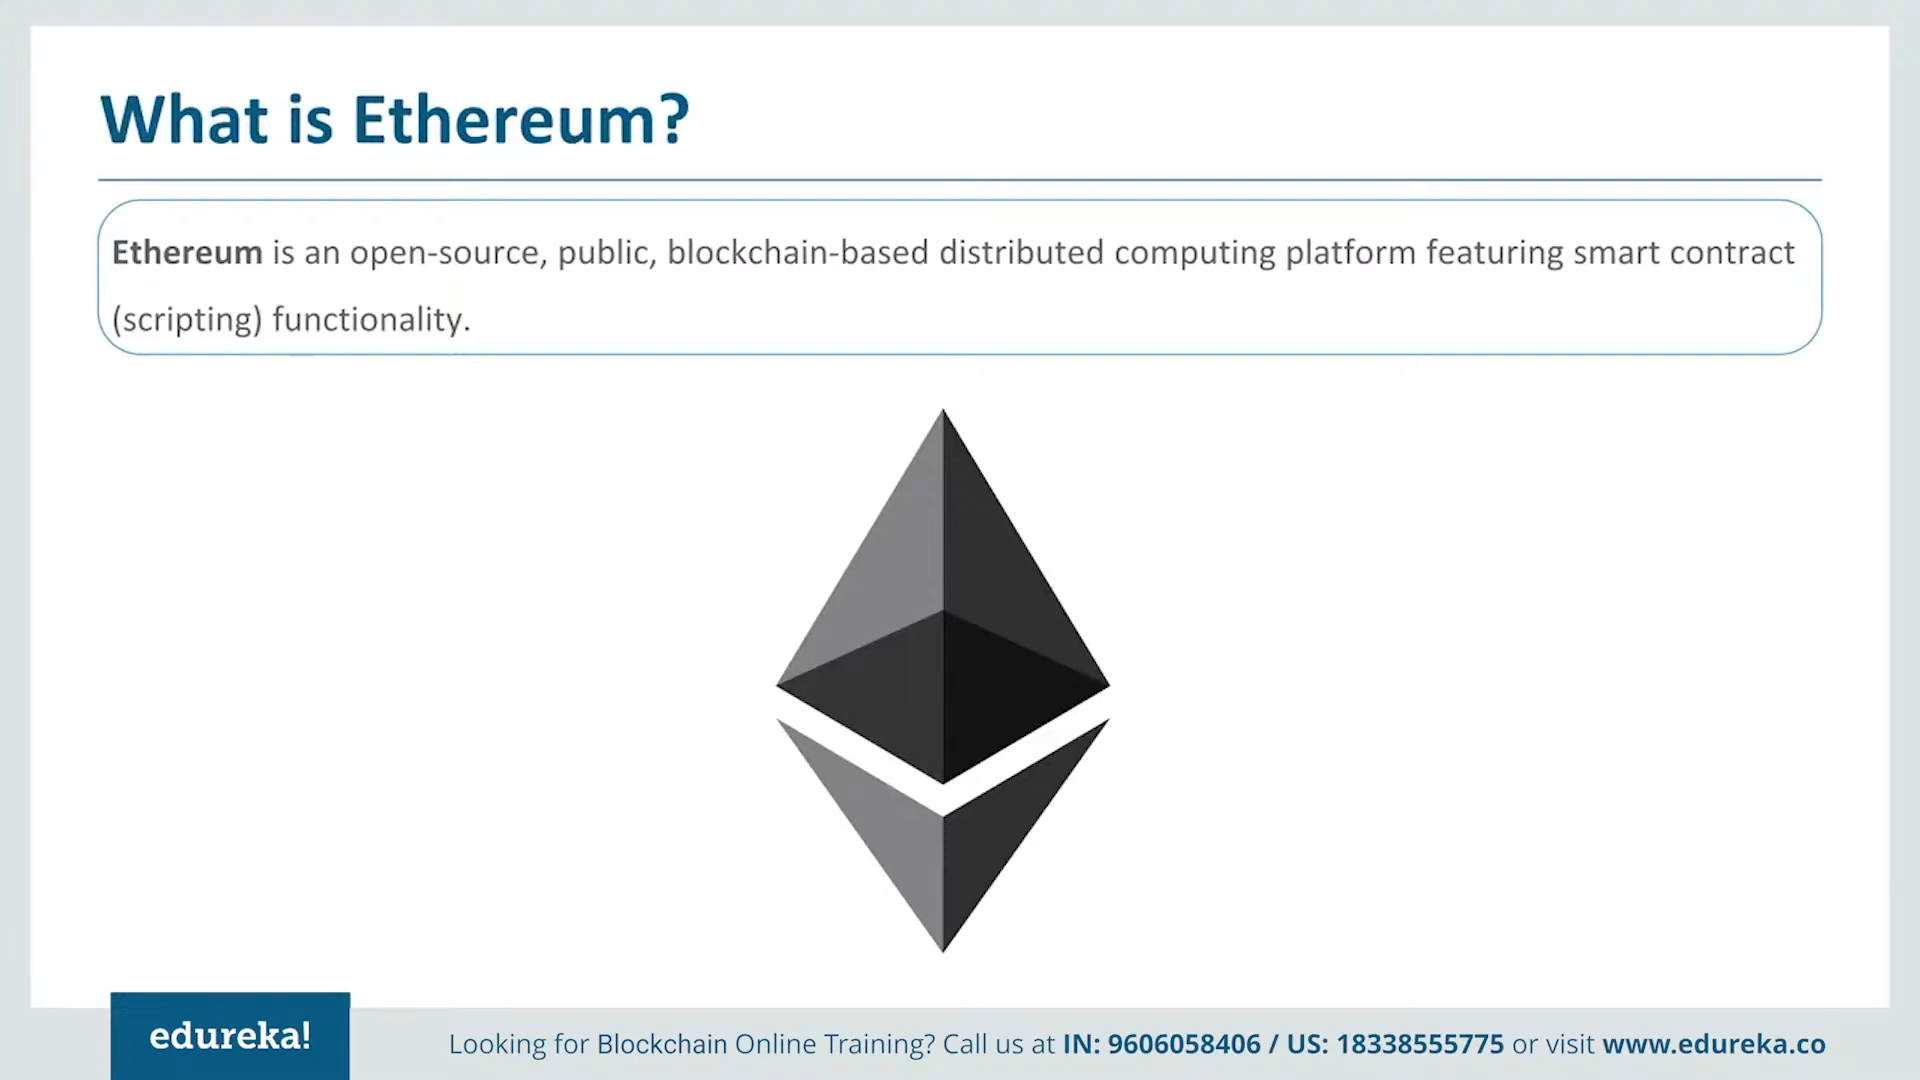 What is Ethereum?
Ethereum is an open-source, public, blockchain-based distributed computing platform featuring smart contract
(scripting) functionality.
edureka!
Looking for Blockchain Online Training? Call us at IN: 9606058406 / US: 18338555775 or visit www.edureka.co